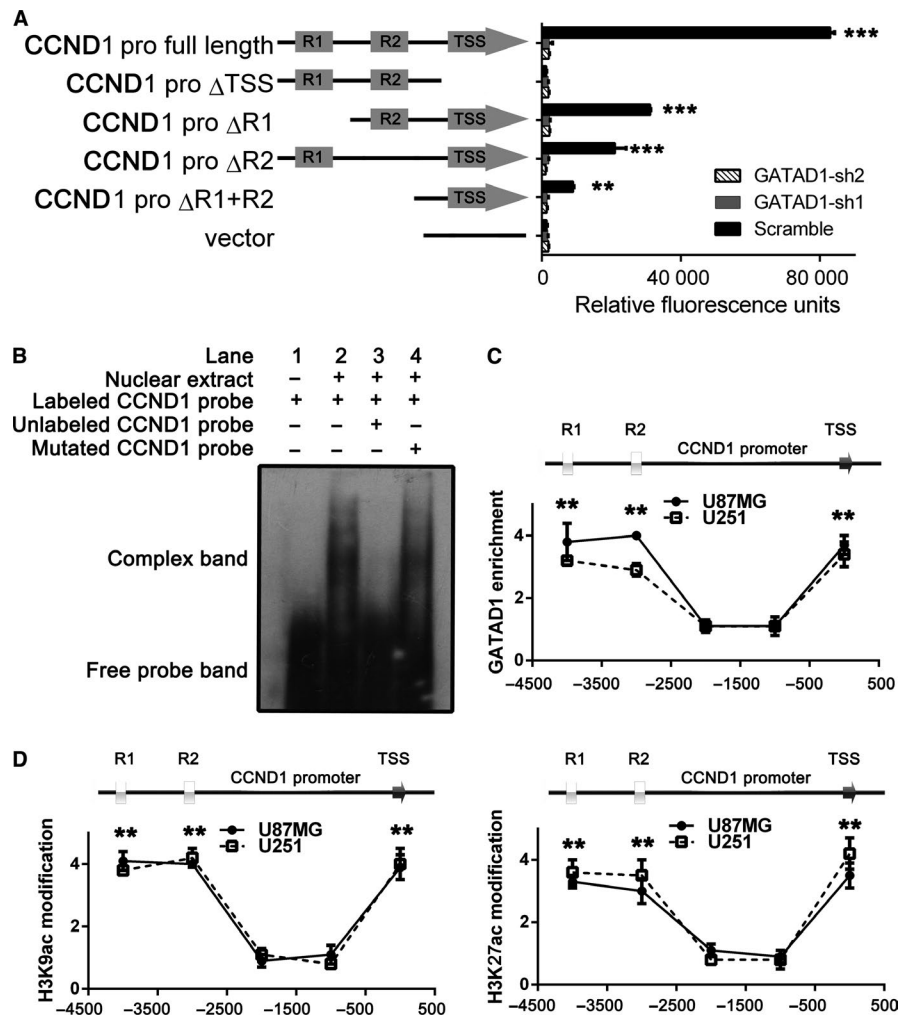 A
CCND1 pro full length R1 R2 TSS ***
CCND1 pro ΔTSS R1 R2
CCND1 pro ΔR1 R2 TSS ***
CCND1 pro ΔR2 R1 TSS ***
CCND1 pro ΔR1+R2 TSS **
vector
GATAD1-sh2
GATAD1-sh1
Scramble
0 40 000 80 000
Relative fluorescence units
B
Lane 1 2 3 4
Nuclear extract – + + +
Labeled CCND1 probe + + + +
Unlabeled CCND1 probe – – + –
Mutated CCND1 probe – – – +
Complex band
Free probe band
C
R1 R2 TSS
CCND1 promoter
** ** **
U87MG
U251
GATAD1 enrichment
4
2
0
−4500 −3500 −2500 −1500 −500 500
D
R1 R2 TSS
CCND1 promoter
** ** **
U87MG
U251
H3K9ac modification
4
2
0
−4500 −3500 −2500 −1500 −500 500
R1 R2 TSS
CCND1 promoter
** ** **
U87MG
U251
H3K27ac modification
4
2
0
−4500 −3500 −2500 −1500 −500 500